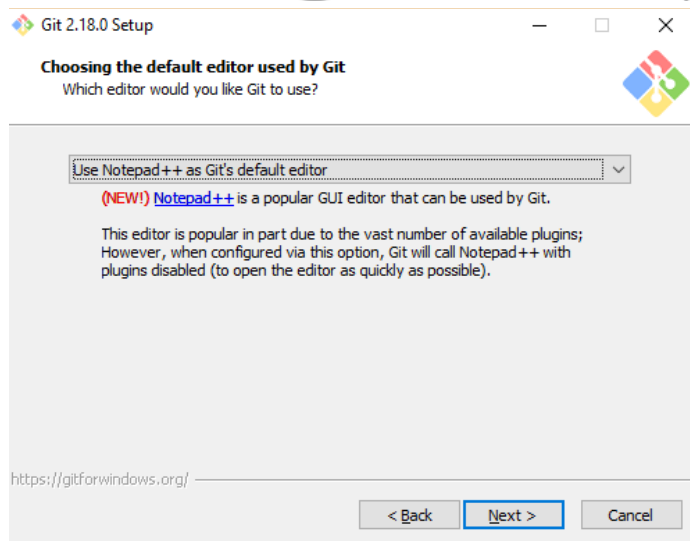 Git 2.18.0 Setup
Choosing the default editor used by Git
Which editor would you like Git to use?
Use Notepad++ as Git's default editor
(NEW!) Notepad++ is a popular GUI editor that can be used by Git.
This editor is popular in part due to the vast number of available plugins;
However, when configured via this option, Git will call Notepad++ with
plugins disabled (to open the editor as quickly as possible).
https://gitforwindows.org/
< Back
Next >
Cancel